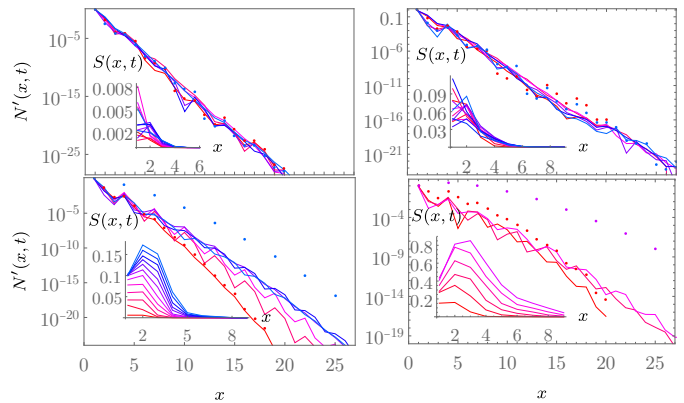 10^-5
10^-15
10^-25
N′(x,t)
S(x,t)
0.008
0.006
0.005
0.002
2 4 6
x
0.1
10^-6
10^-11
10^-16
10^-21
S(x,t)
0.09
0.06
0.03
2 4 6 8
x
10^-5
10^-10
10^-15
10^-20
N′(x,t)
S(x,t)
0.15
0.1
0.05
2 5 8
x
0 5 10 15 20 25
x
10^-4
10^-9
10^-14
10^-19
S(x,t)
0.8
0.6
0.4
0.2
2 4 6 8
x
0 5 10 15 20 25
x